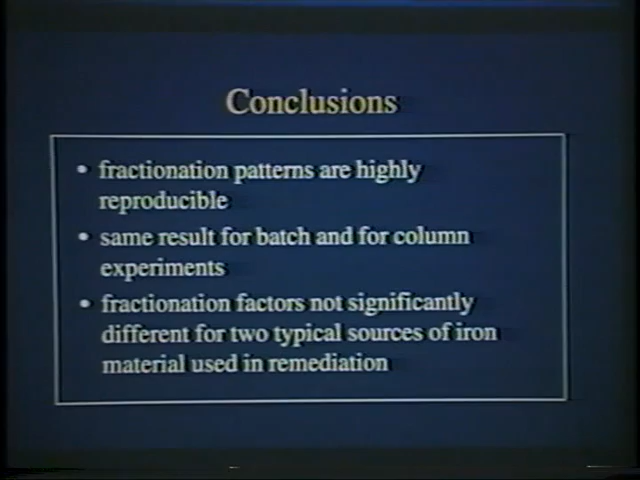 Conclusions
• fractionation patterns are highly
reproducible
• same result for batch and for column
experiments
• fractionation factors not significantly
different for two typical sources of iron
material used in remediation